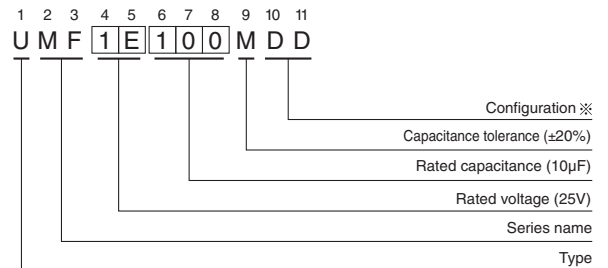 1 2 3 4 5 6 7 8 9 10 11
U M F 1 E 1 0 0 M D D
Configuration ※
Capacitance tolerance (±20%)
Rated capacitance (10µF)
Rated voltage (25V)
Series name
Type